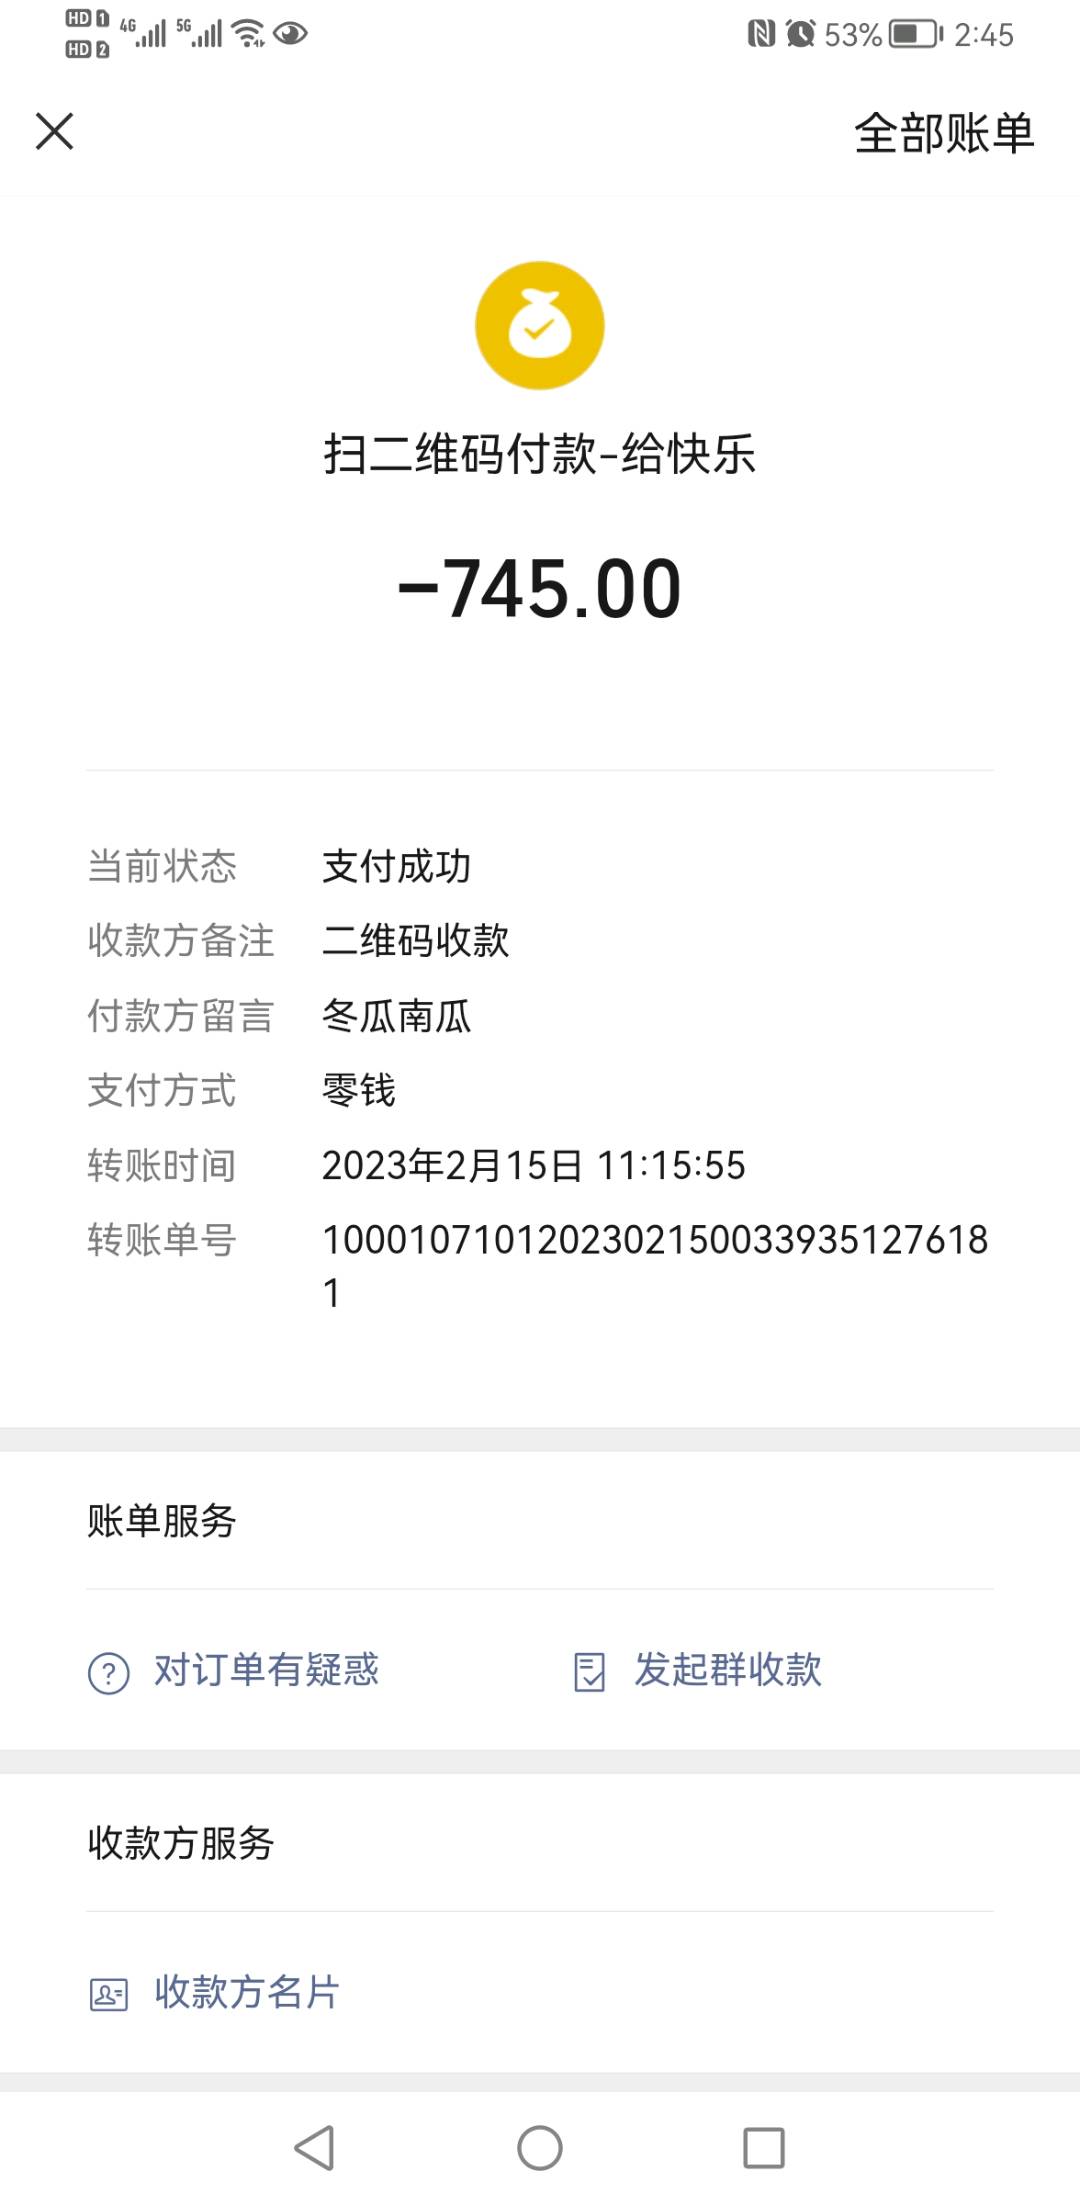 HD 1 4G 5G 53% 2:45
HD 2
全部账单
扫二维码付款-给快乐
-745.00
当前状态 支付成功
收款方备注 二维码收款
付款方留言 冬瓜南瓜
支付方式 零钱
转账时间 2023年2月15日 11:15:55
转账单号 1000107101202302150033935127618
1
账单服务
对订单有疑惑 发起群收款
收款方服务
收款方名片